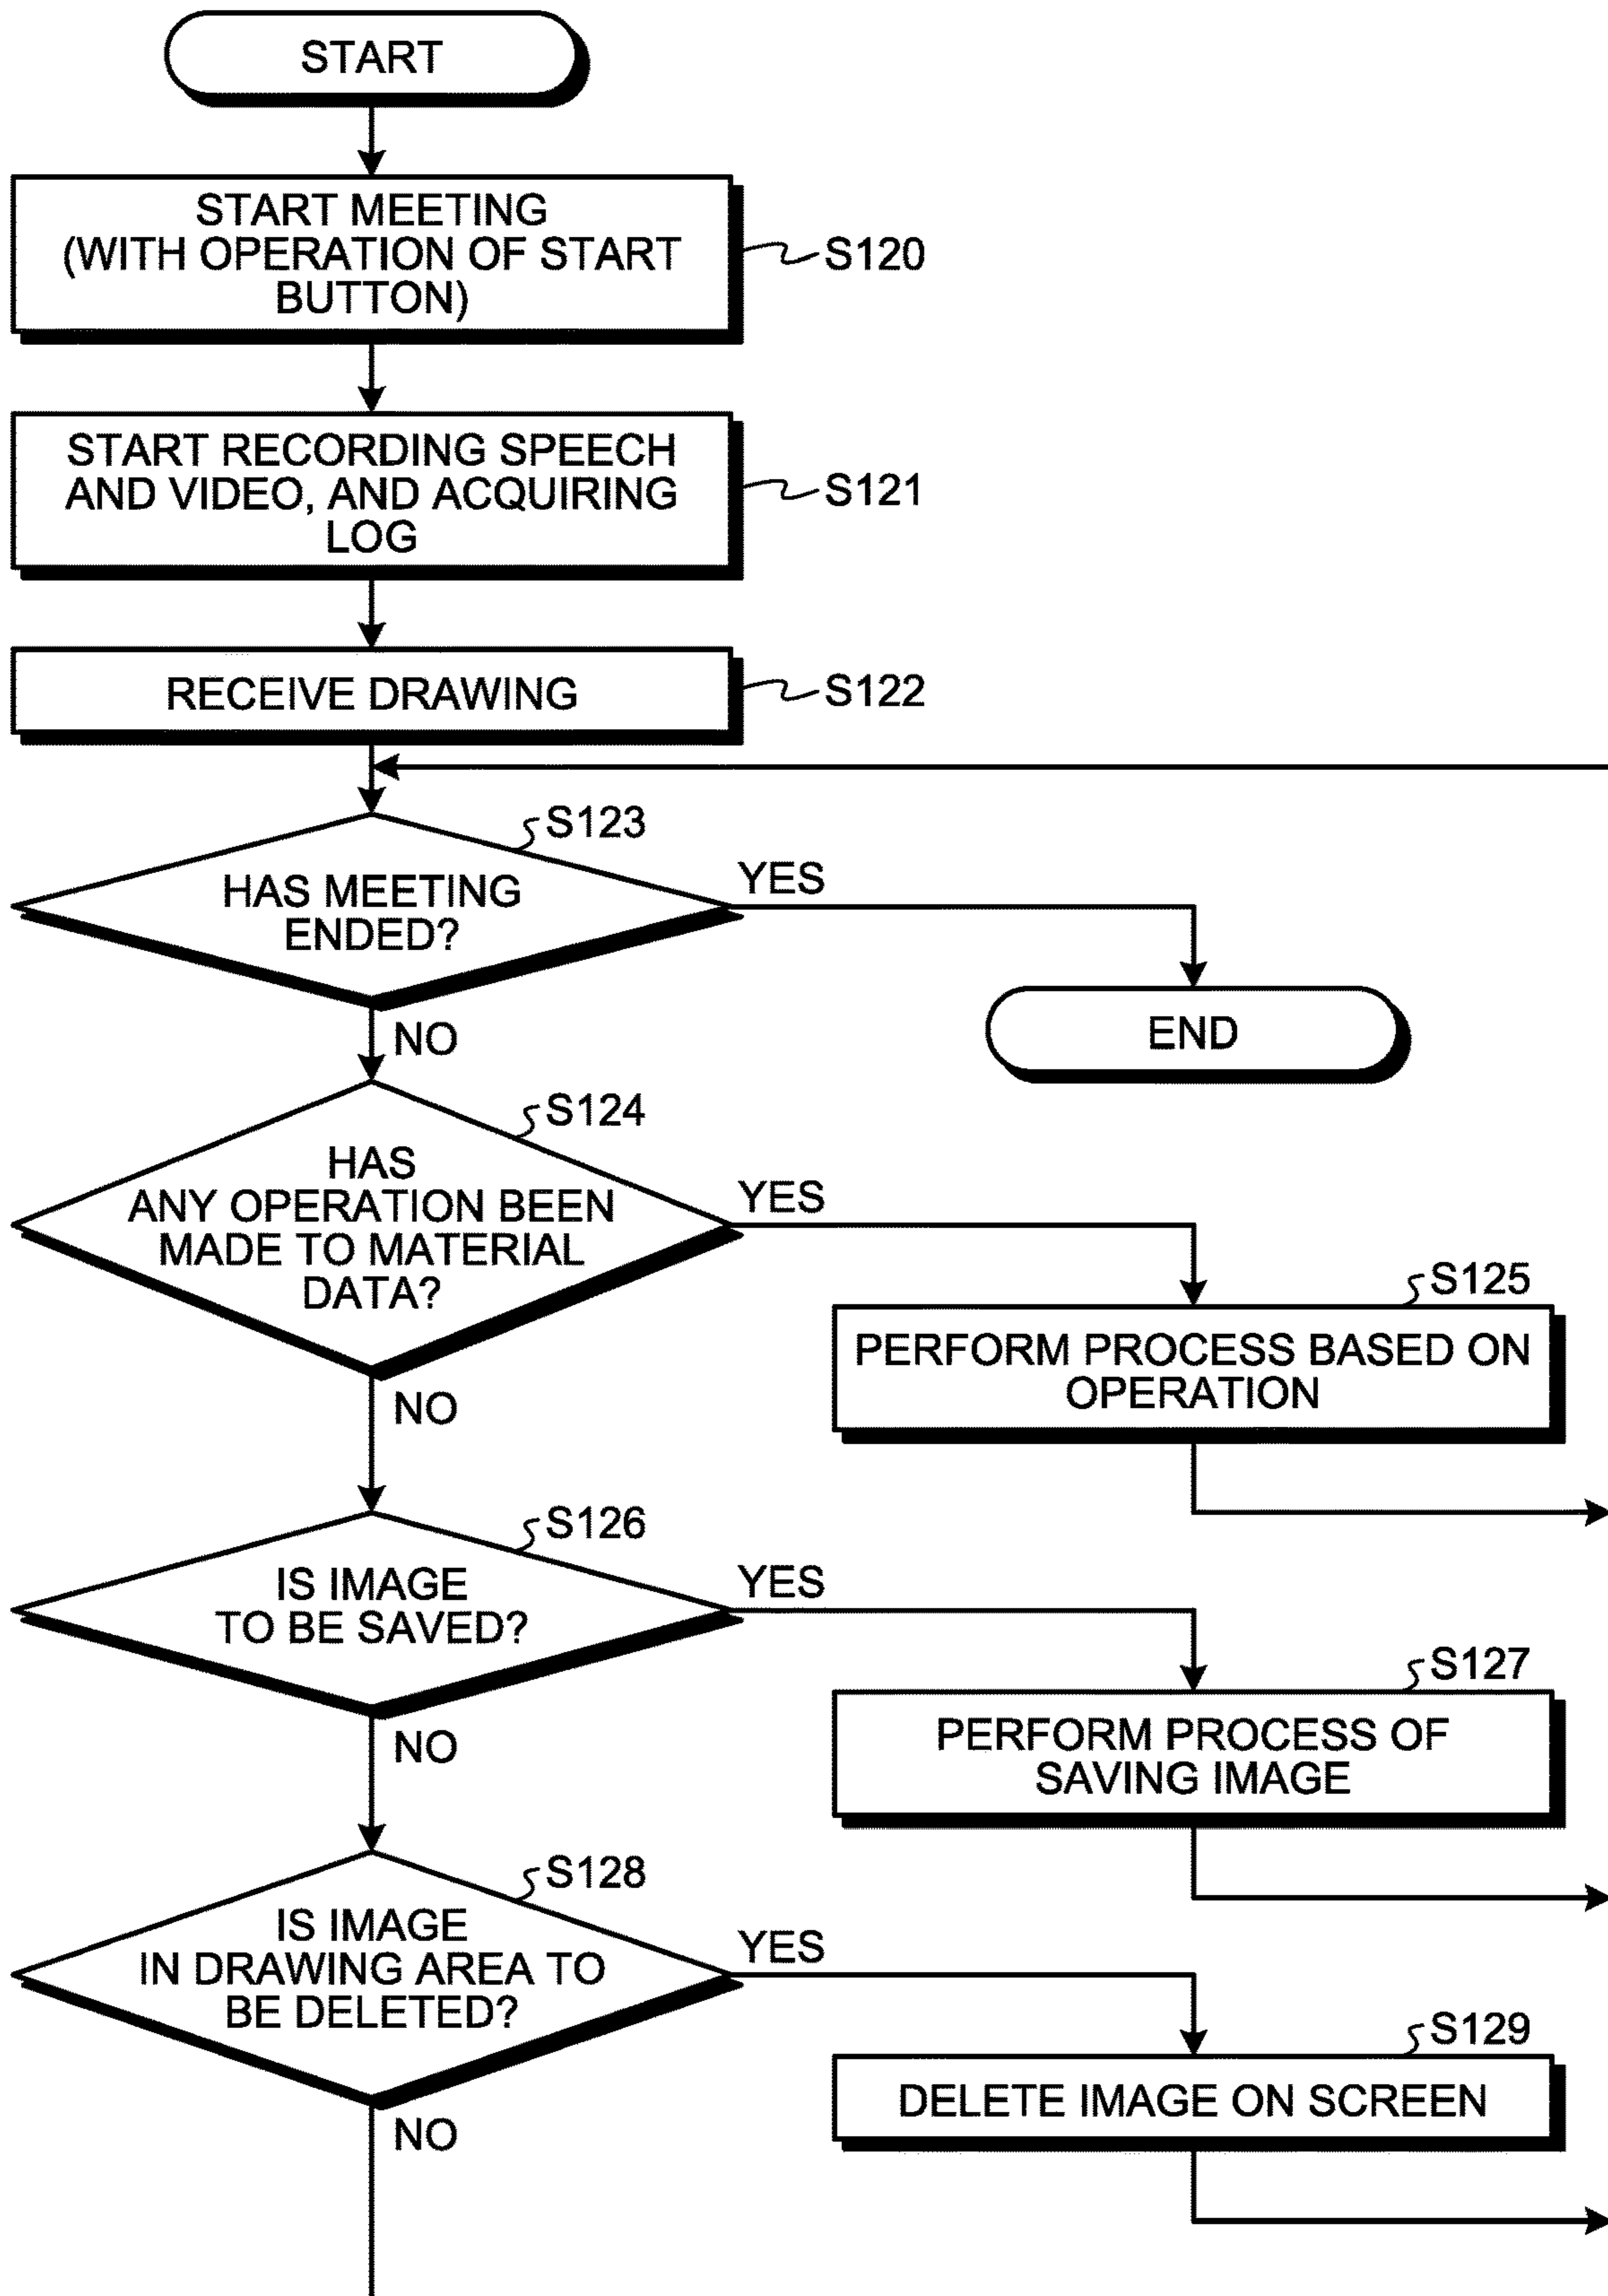 START
START MEETING
(WITH OPERATION OF START
BUTTON)
S120
START RECORDING SPEECH
AND VIDEO, AND ACQUIRING
LOG
S121
RECEIVE DRAWING
S122
S123
HAS MEETING
ENDED?
YES
END
NO
S124
HAS
ANY OPERATION BEEN
MADE TO MATERIAL
DATA?
YES
S125
PERFORM PROCESS BASED ON
OPERATION
NO
S126
IS IMAGE
TO BE SAVED?
YES
S127
PERFORM PROCESS OF
SAVING IMAGE
NO
S128
IS IMAGE
IN DRAWING AREA TO
BE DELETED?
YES
S129
DELETE IMAGE ON SCREEN
NO